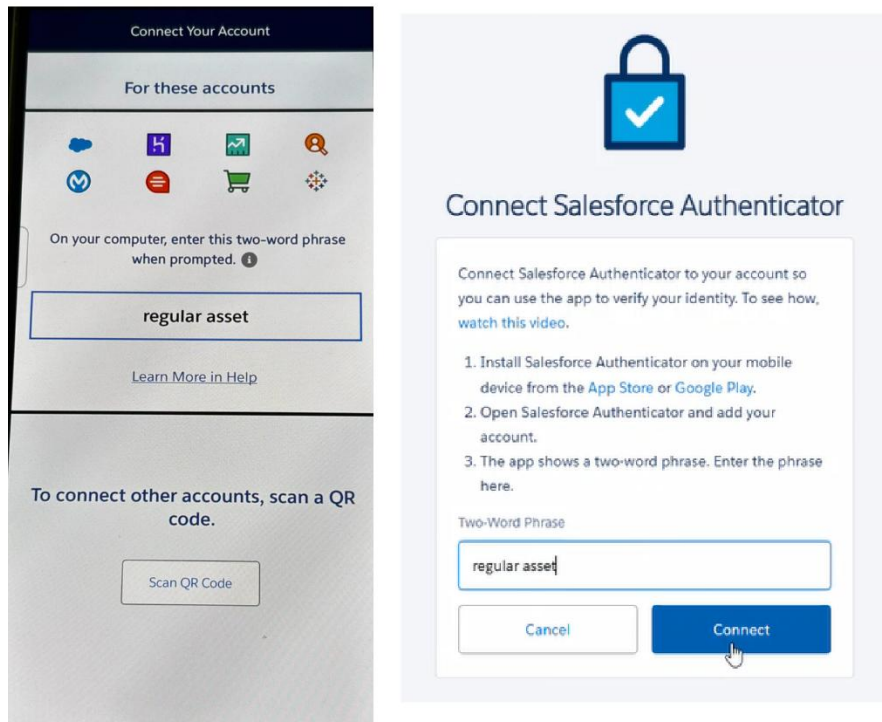 Connect Your Account
For these accounts
On your computer, enter this two-word phrase
when prompted.
regular asset
Learn More in Help
To connect other accounts, scan a QR
code.
Scan QR Code
Connect Salesforce Authenticator
Connect Salesforce Authenticator to your account so
you can use the app to verify your identity. To see how,
watch this video.
1. Install Salesforce Authenticator on your mobile
device from the App Store or Google Play.
2. Open Salesforce Authenticator and add your
account.
3. The app shows a two-word phrase. Enter the phrase
here.
Two-Word Phrase
regular asset
Cancel
Connect